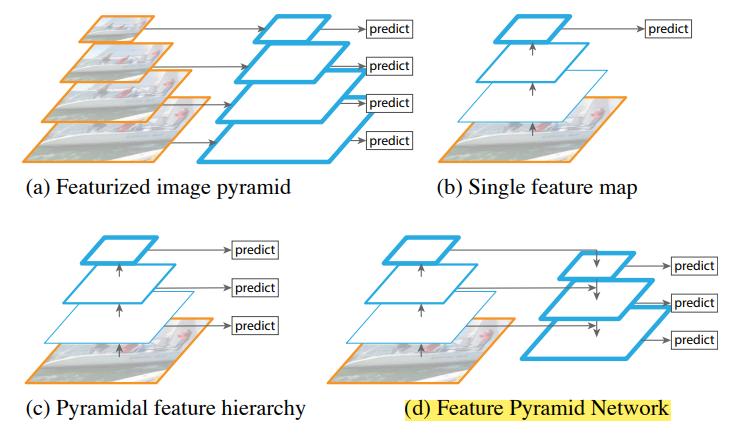 predict
predict
predict
predict
(a) Featurized image pyramid
predict
(b) Single feature map
predict
predict
predict
(c) Pyramidal feature hierarchy
predict
predict
predict
(d) Feature Pyramid Network